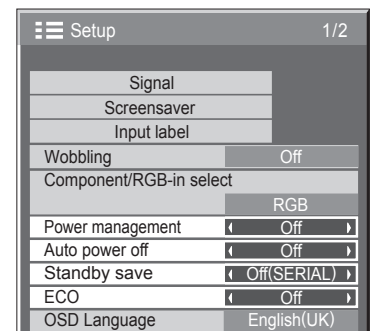 Setup 1/2
Signal
Screensaver
Input label
Wobbling Off
Component/RGB-in select
RGB
Power management Off
Auto power off Off
Standby save Off(SERIAL)
ECO Off
OSD Language English(UK)